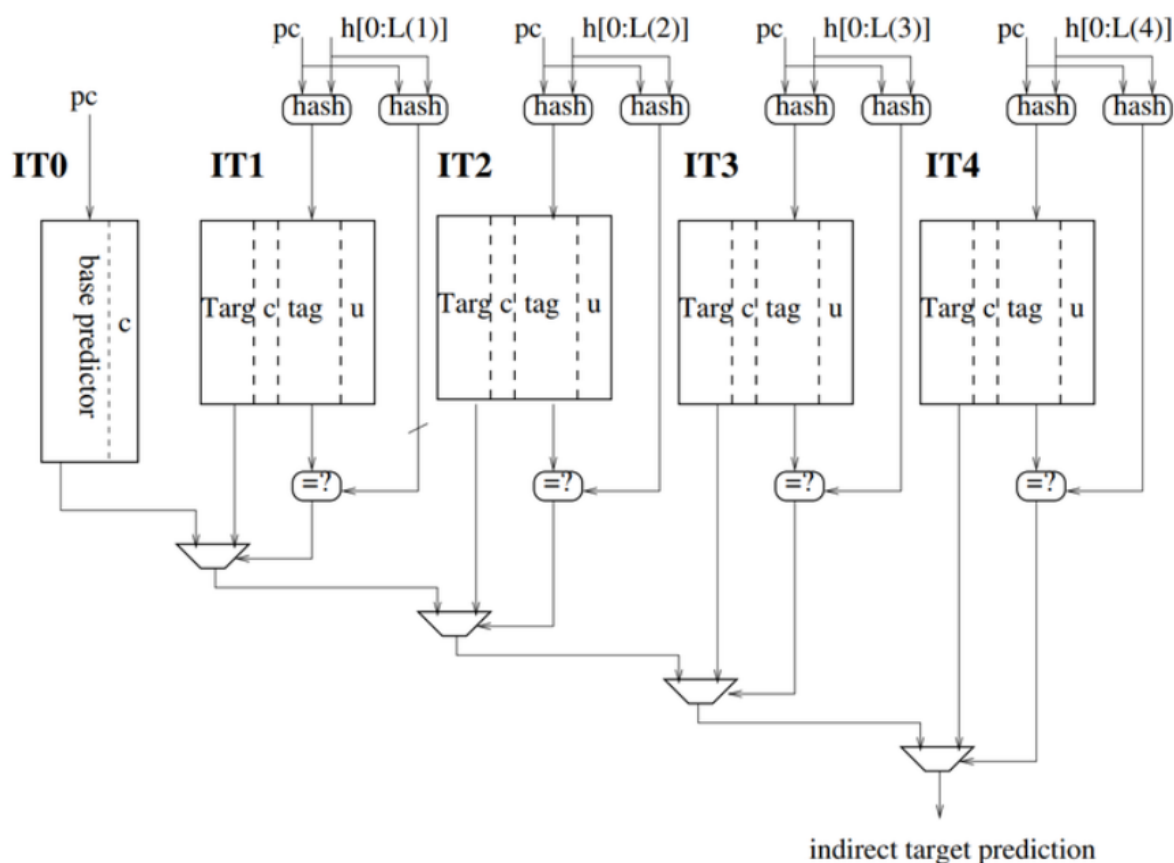 pc h[0:L(1)] pc h[0:L(2)] pc h[0:L(3)] pc h[0:L(4)]
pc
hash hash hash hash hash hash hash hash
IT0 IT1 IT2 IT3 IT4
base predictor
c
Targ c tag u Targ c tag u Targ c tag u Targ c tag u
=? =? =? =?
indirect target prediction